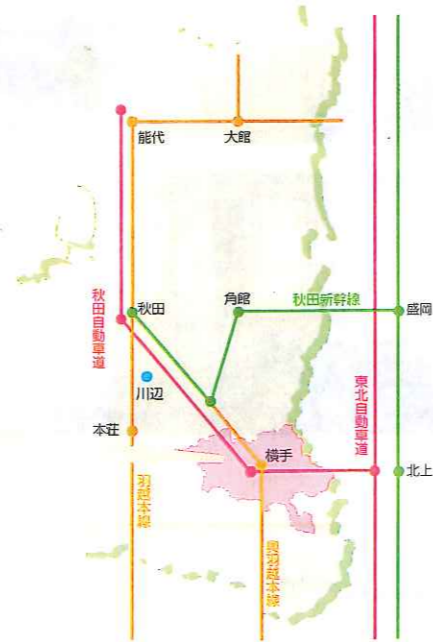 能代
大館
秋田
角館
秋田新幹線
盛岡
秋田自動車道
川辺
東北自動車道
本荘
横手
北上
羽越本線
奥羽越本線